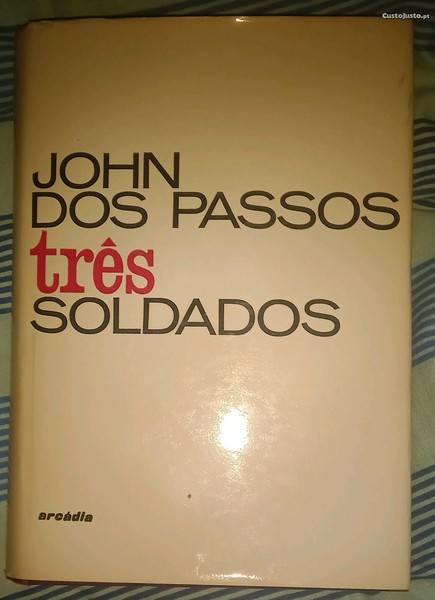 CustoJusto.pt
JOHN
DOS PASSOS
três
SOLDADOS
arcádia